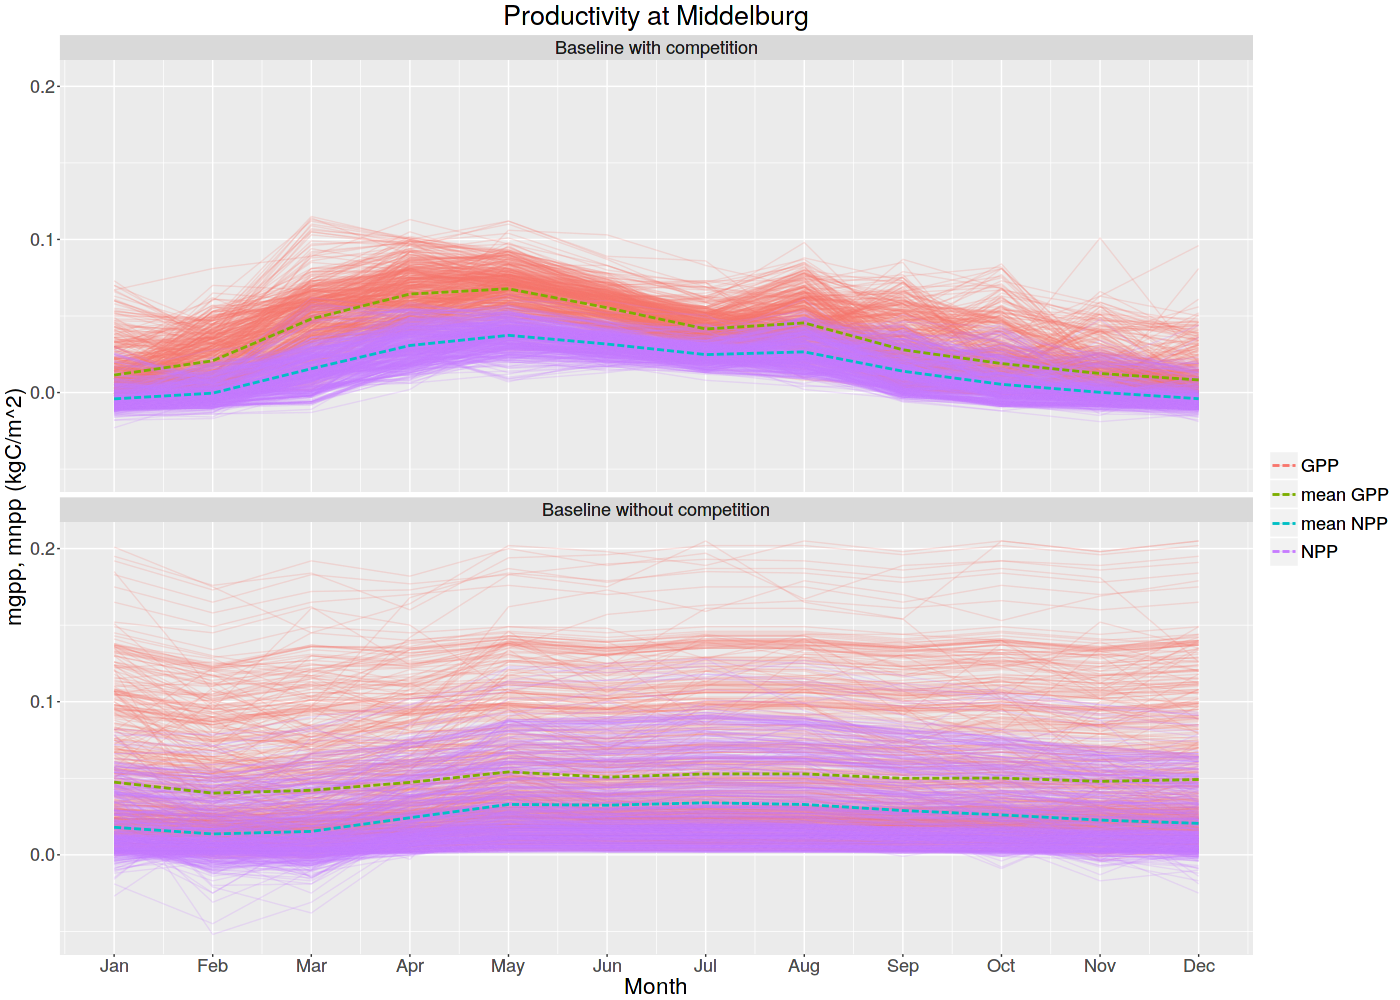 Productivity at Middelburg
Baseline with competition
0.2
0.1
0.0
Baseline without competition
0.2
0.1
0.0
mgpp, mnpp (kgC/m^2)
Jan Feb Mar Apr May Jun Jul Aug Sep Oct Nov Dec
Month
GPP
mean GPP
mean NPP
NPP